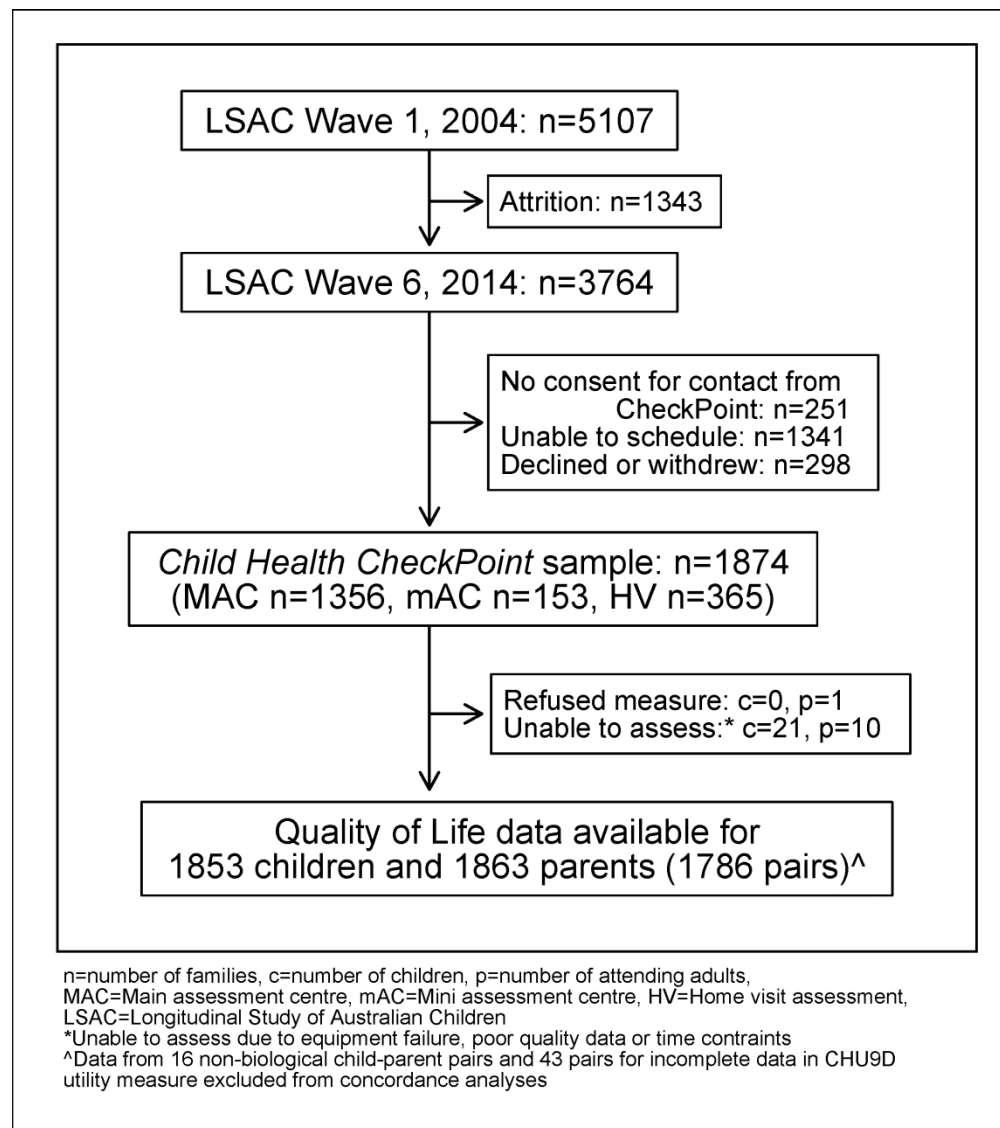 LSAC Wave 1, 2004: n=5107
Attrition: n=1343
LSAC Wave 6, 2014: n=3764
No consent for contact from
CheckPoint: n=251
Unable to schedule: n=1341
Declined or withdrew: n=298
Child Health CheckPoint sample: n=1874
(MAC n=1356, mAC n=153, HV n=365)
Refused measure: c=0, p=1
Unable to assess:* c=21, p=10
Quality of Life data available for
1853 children and 1863 parents (1786 pairs)^
n=number of families, c=number of children, p=number of attending adults,
MAC=Main assessment centre, mAC=Mini assessment centre, HV=Home visit assessment,
LSAC=Longitudinal Study of Australian Children
*Unable to assess due to equipment failure, poor quality data or time contraints
^Data from 16 non-biological child-parent pairs and 43 pairs for incomplete data in CHU9D
utility measure excluded from concordance analyses